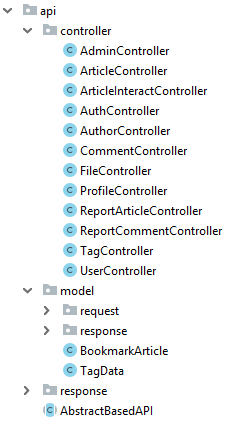 api
controller
AdminController
ArticleController
ArticleInteractController
AuthController
AuthorController
CommentController
FileController
ProfileController
ReportArticleController
ReportCommentController
TagController
UserController
model
request
response
BookmarkArticle
TagData
response
AbstractBasedAPI